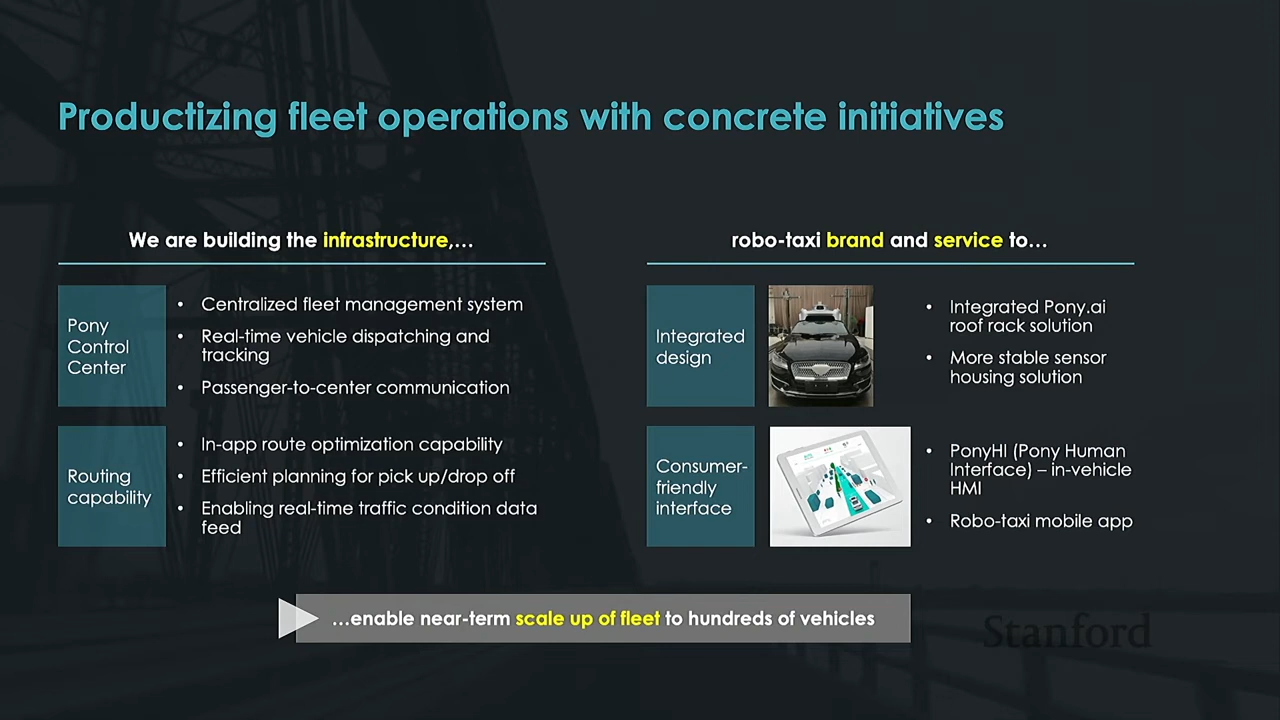 Productizing fleet operations with concrete initiatives
We are building the infrastructure,…
Pony
Control
Center
• Centralized fleet management system
• Real-time vehicle dispatching and
tracking
• Passenger-to-center communication
Routing
capability
• In-app route optimization capability
• Efficient planning for pick up/drop off
• Enabling real-time traffic condition data
feed
robo-taxi brand and service to…
Integrated
design
• Integrated Pony.ai
roof rack solution
• More stable sensor
housing solution
Consumer-
friendly
interface
• PonyHI (Pony Human
Interface) – in-vehicle
HMI
• Robo-taxi mobile app
…enable near-term scale up of fleet to hundreds of vehicles
Stanford